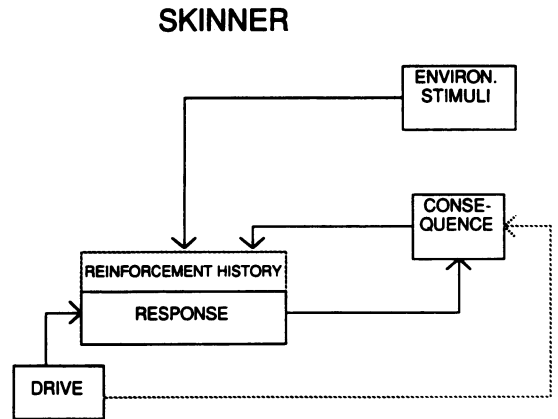 SKINNER
ENVIRON.
STIMULI
CONSE-
QUENCE
REINFORCEMENT HISTORY
RESPONSE
DRIVE